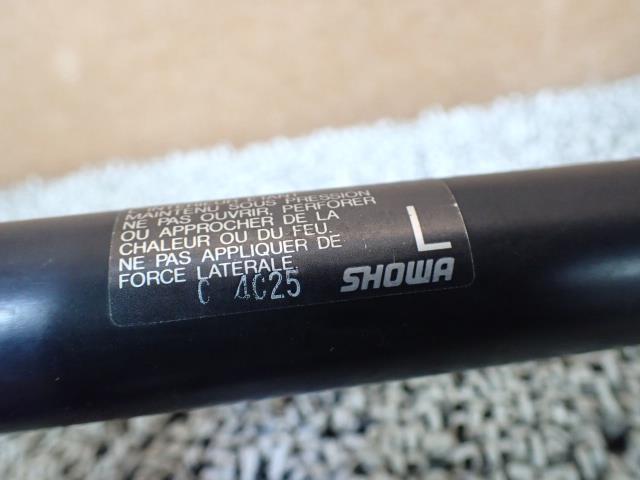 MAINTENU SOUS PRESSION
NE PAS OUVRIR, PERFORER
OU APPROCHER DE LA
CHALEUR OU DU FEU.
NE PAS APPLIQUER DE
FORCE LATERALE
C 4C25
L
SHOWA